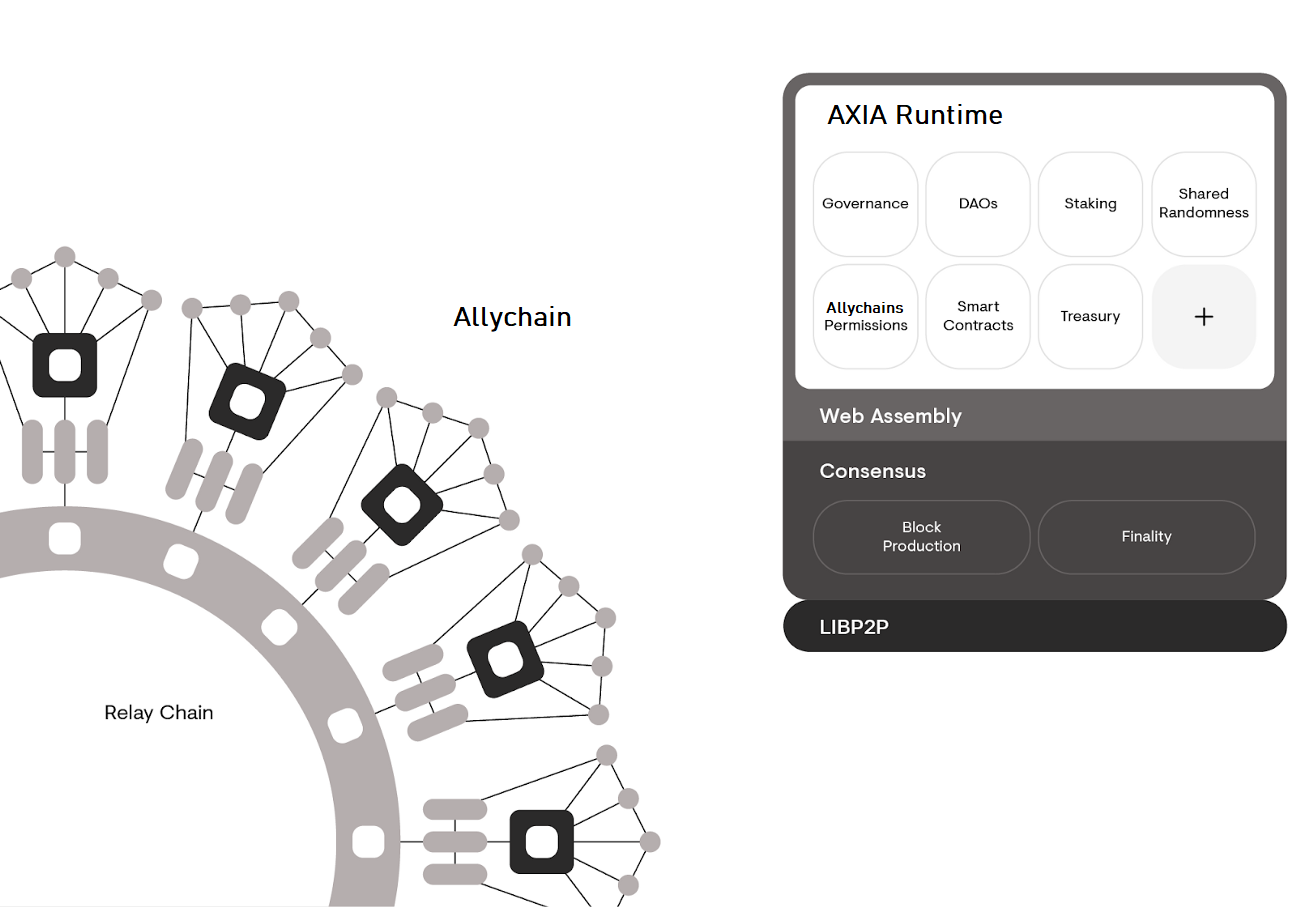 Allychain
Relay Chain
AXIA Runtime
Governance
DAOs
Staking
Shared
Randomness
Allychains
Permissions
Smart
Contracts
Treasury
+
Web Assembly
Consensus
Block
Production
Finality
LIBP2P